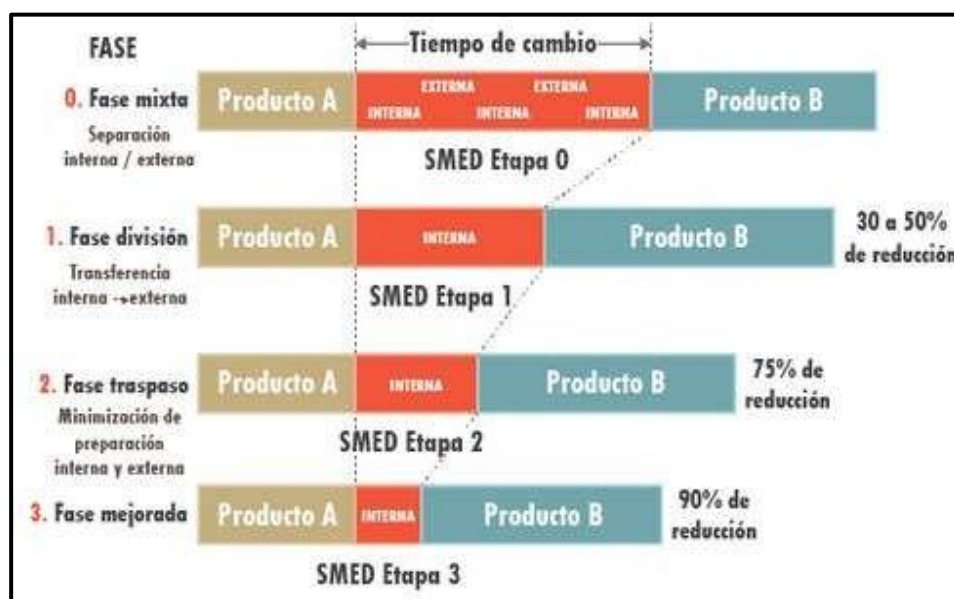 FASE
Tiempo de cambio
0. Fase mixta
Separación
interna / externa
Producto A
EXTERNA EXTERNA
INTERNA INTERNA INTERNA
Producto B
SMED Etapa 0
1. Fase división
Transferencia
interna →externa
Producto A
INTERNA
Producto B
30 a 50%
de reducción
SMED Etapa 1
2. Fase traspaso
Minimización de
preparación
interna y externa
Producto A
INTERNA
Producto B
75% de
reducción
SMED Etapa 2
3. Fase mejorada
Producto A
INTERNA
Producto B
90% de
reducción
SMED Etapa 3